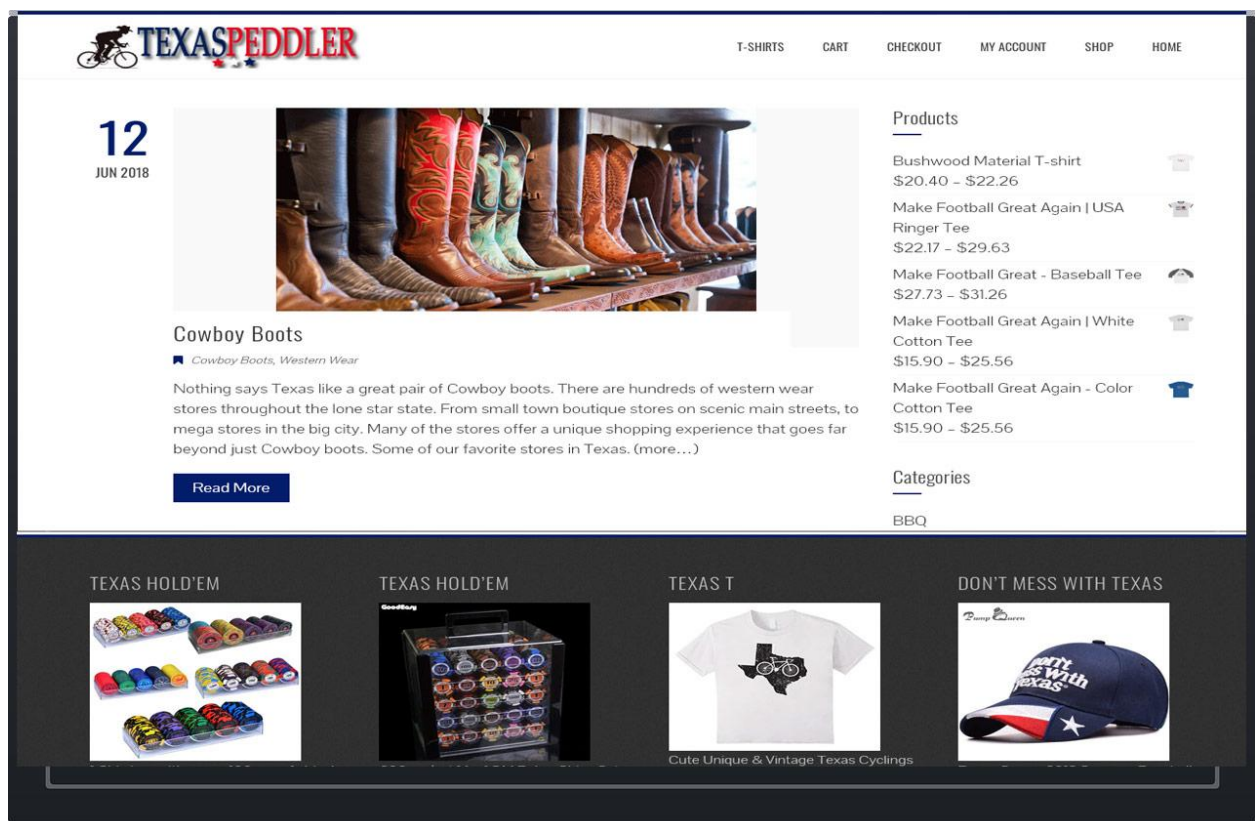 TEXASPEDDLER
T-SHIRTS CART CHECKOUT MY ACCOUNT SHOP HOME
12
JUN 2018
Cowboy Boots
Cowboy Boots, Western Wear
Nothing says Texas like a great pair of Cowboy boots. There are hundreds of western wear
stores throughout the lone star state. From small town boutique stores on scenic main streets, to
mega stores in the big city. Many of the stores offer a unique shopping experience that goes far
beyond just Cowboy boots. Some of our favorite stores in Texas. (more...)
Read More
Products
Bushwood Material T-shirt
$20.40 – $22.26
Make Football Great Again | USA
Ringer Tee
$22.17 – $29.63
Make Football Great - Baseball Tee
$27.73 – $31.26
Make Football Great Again | White
Cotton Tee
$15.90 – $25.56
Make Football Great Again - Color
Cotton Tee
$15.90 – $25.56
Categories
BBQ
TEXAS HOLD'EM
TEXAS HOLD'EM
GoodEasy
TEXAS T
Cute Unique & Vintage Texas Cyclings
DON'T MESS WITH TEXAS
Pump Queen
Don't
mess with
Texas